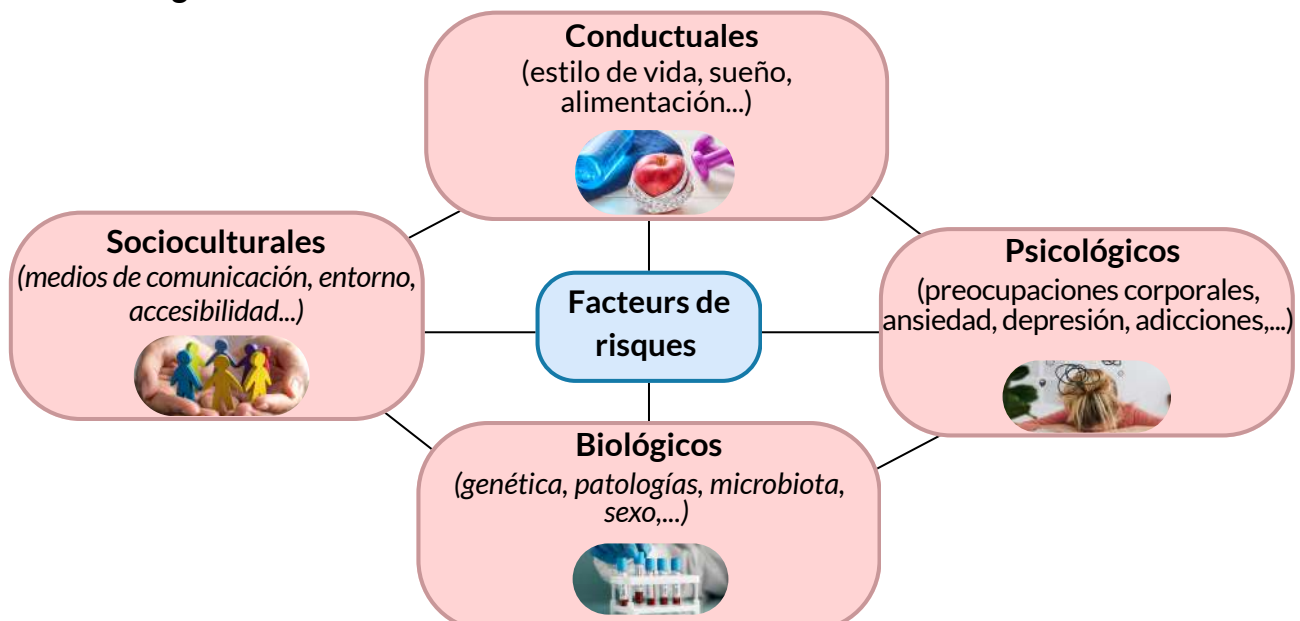 Conductuales
(estilo de vida, sueño,
alimentación...)
Socioculturales
(medios de comunicación, entorno,
accesibilidad...)
Facteurs de
risques
Psicológicos
(preocupaciones corporales,
ansiedad, depresión, adicciones,...)
Biológicos
(genética, patologías, microbiota,
sexo,...)